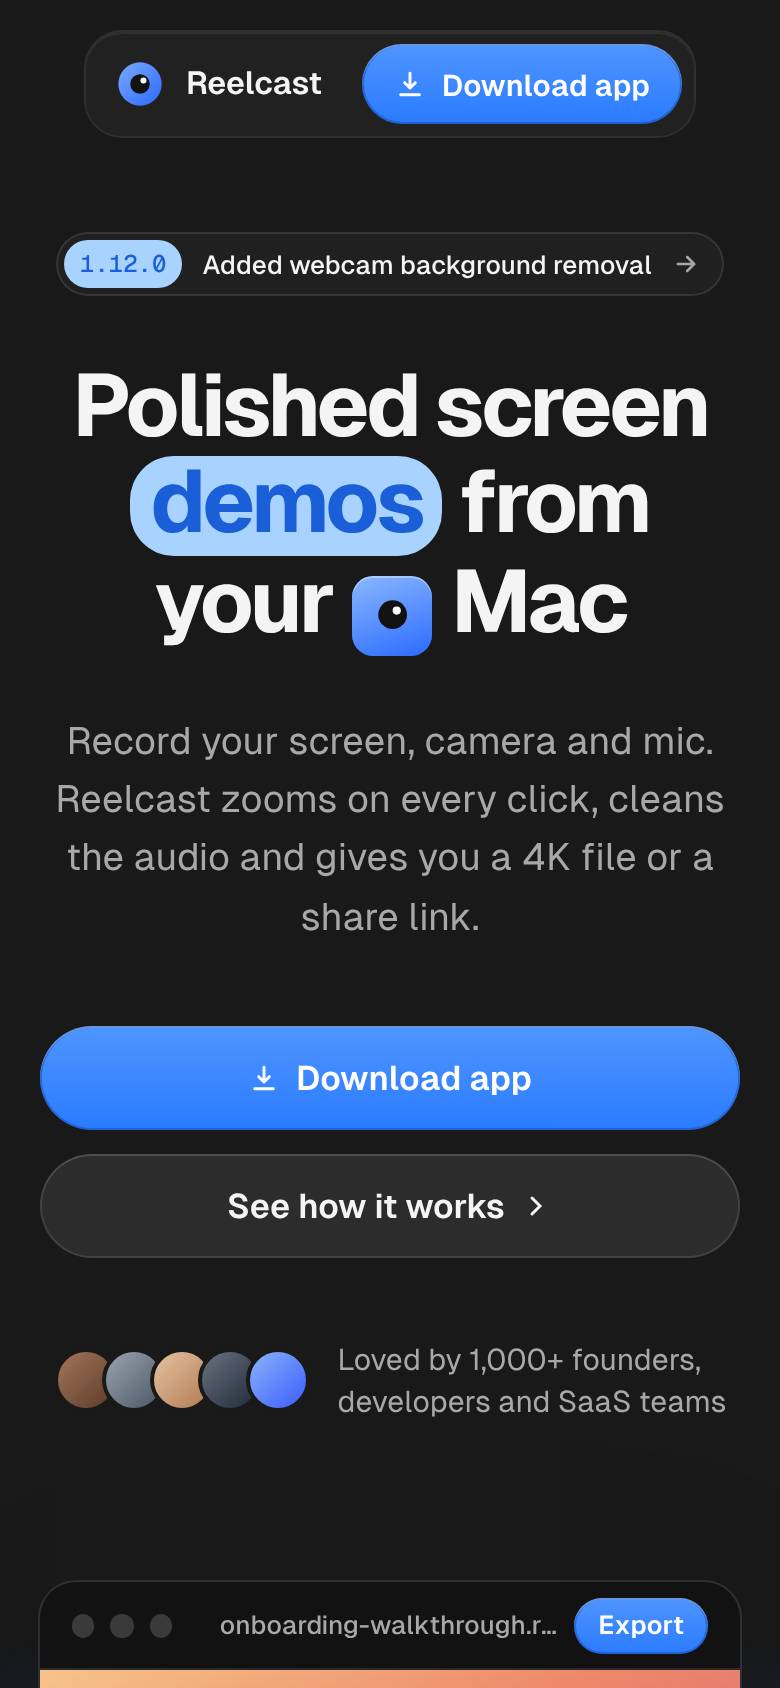 Reelcast
Download app
1.12.0 Added webcam background removal
Polished screen
demos from
your Mac
Record your screen, camera and mic.
Reelcast zooms on every click, cleans
the audio and gives you a 4K file or a
share link.
Download app
See how it works
Loved by 1,000+ founders,
developers and SaaS teams
onboarding-walkthrough.r...
Export